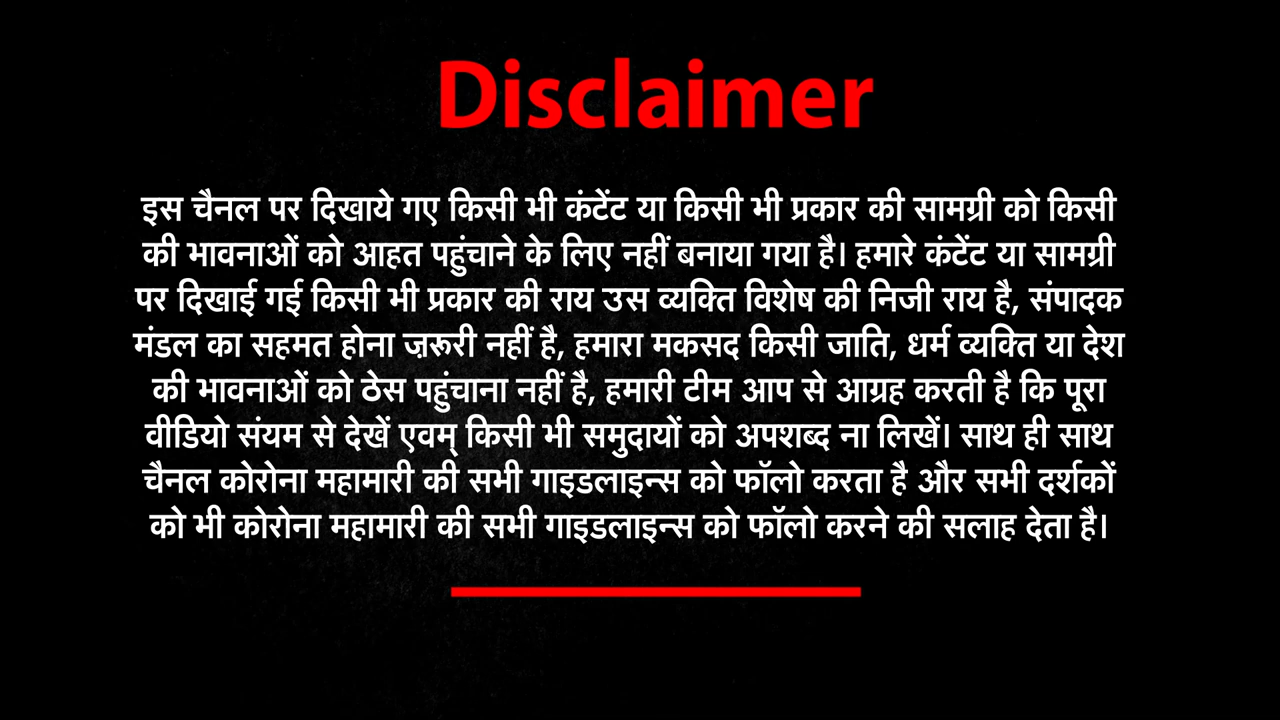 Disclaimer
इस चैनल पर दिखाये गए किसी भी कंटेंट या किसी भी प्रकार की सामग्री को किसी
की भावनाओं को आहत पहुंचाने के लिए नहीं बनाया गया है। हमारे कंटेंट या सामग्री
पर दिखाई गई किसी भी प्रकार की राय उस व्यक्ति विशेष की निजी राय है, संपादक
मंडल का सहमत होना ज़रूरी नहीं है, हमारा मकसद किसी जाति, धर्म व्यक्ति या देश
की भावनाओं को ठेस पहुंचाना नहीं है, हमारी टीम आप से आग्रह करती है कि पूरा
वीडियो संयम से देखें एवम् किसी भी समुदायों को अपशब्द ना लिखें। साथ ही साथ
चैनल कोरोना महामारी की सभी गाइडलाइन्स को फॉलो करता है और सभी दर्शकों
को भी कोरोना महामारी की सभी गाइडलाइन्स को फॉलो करने की सलाह देता है।